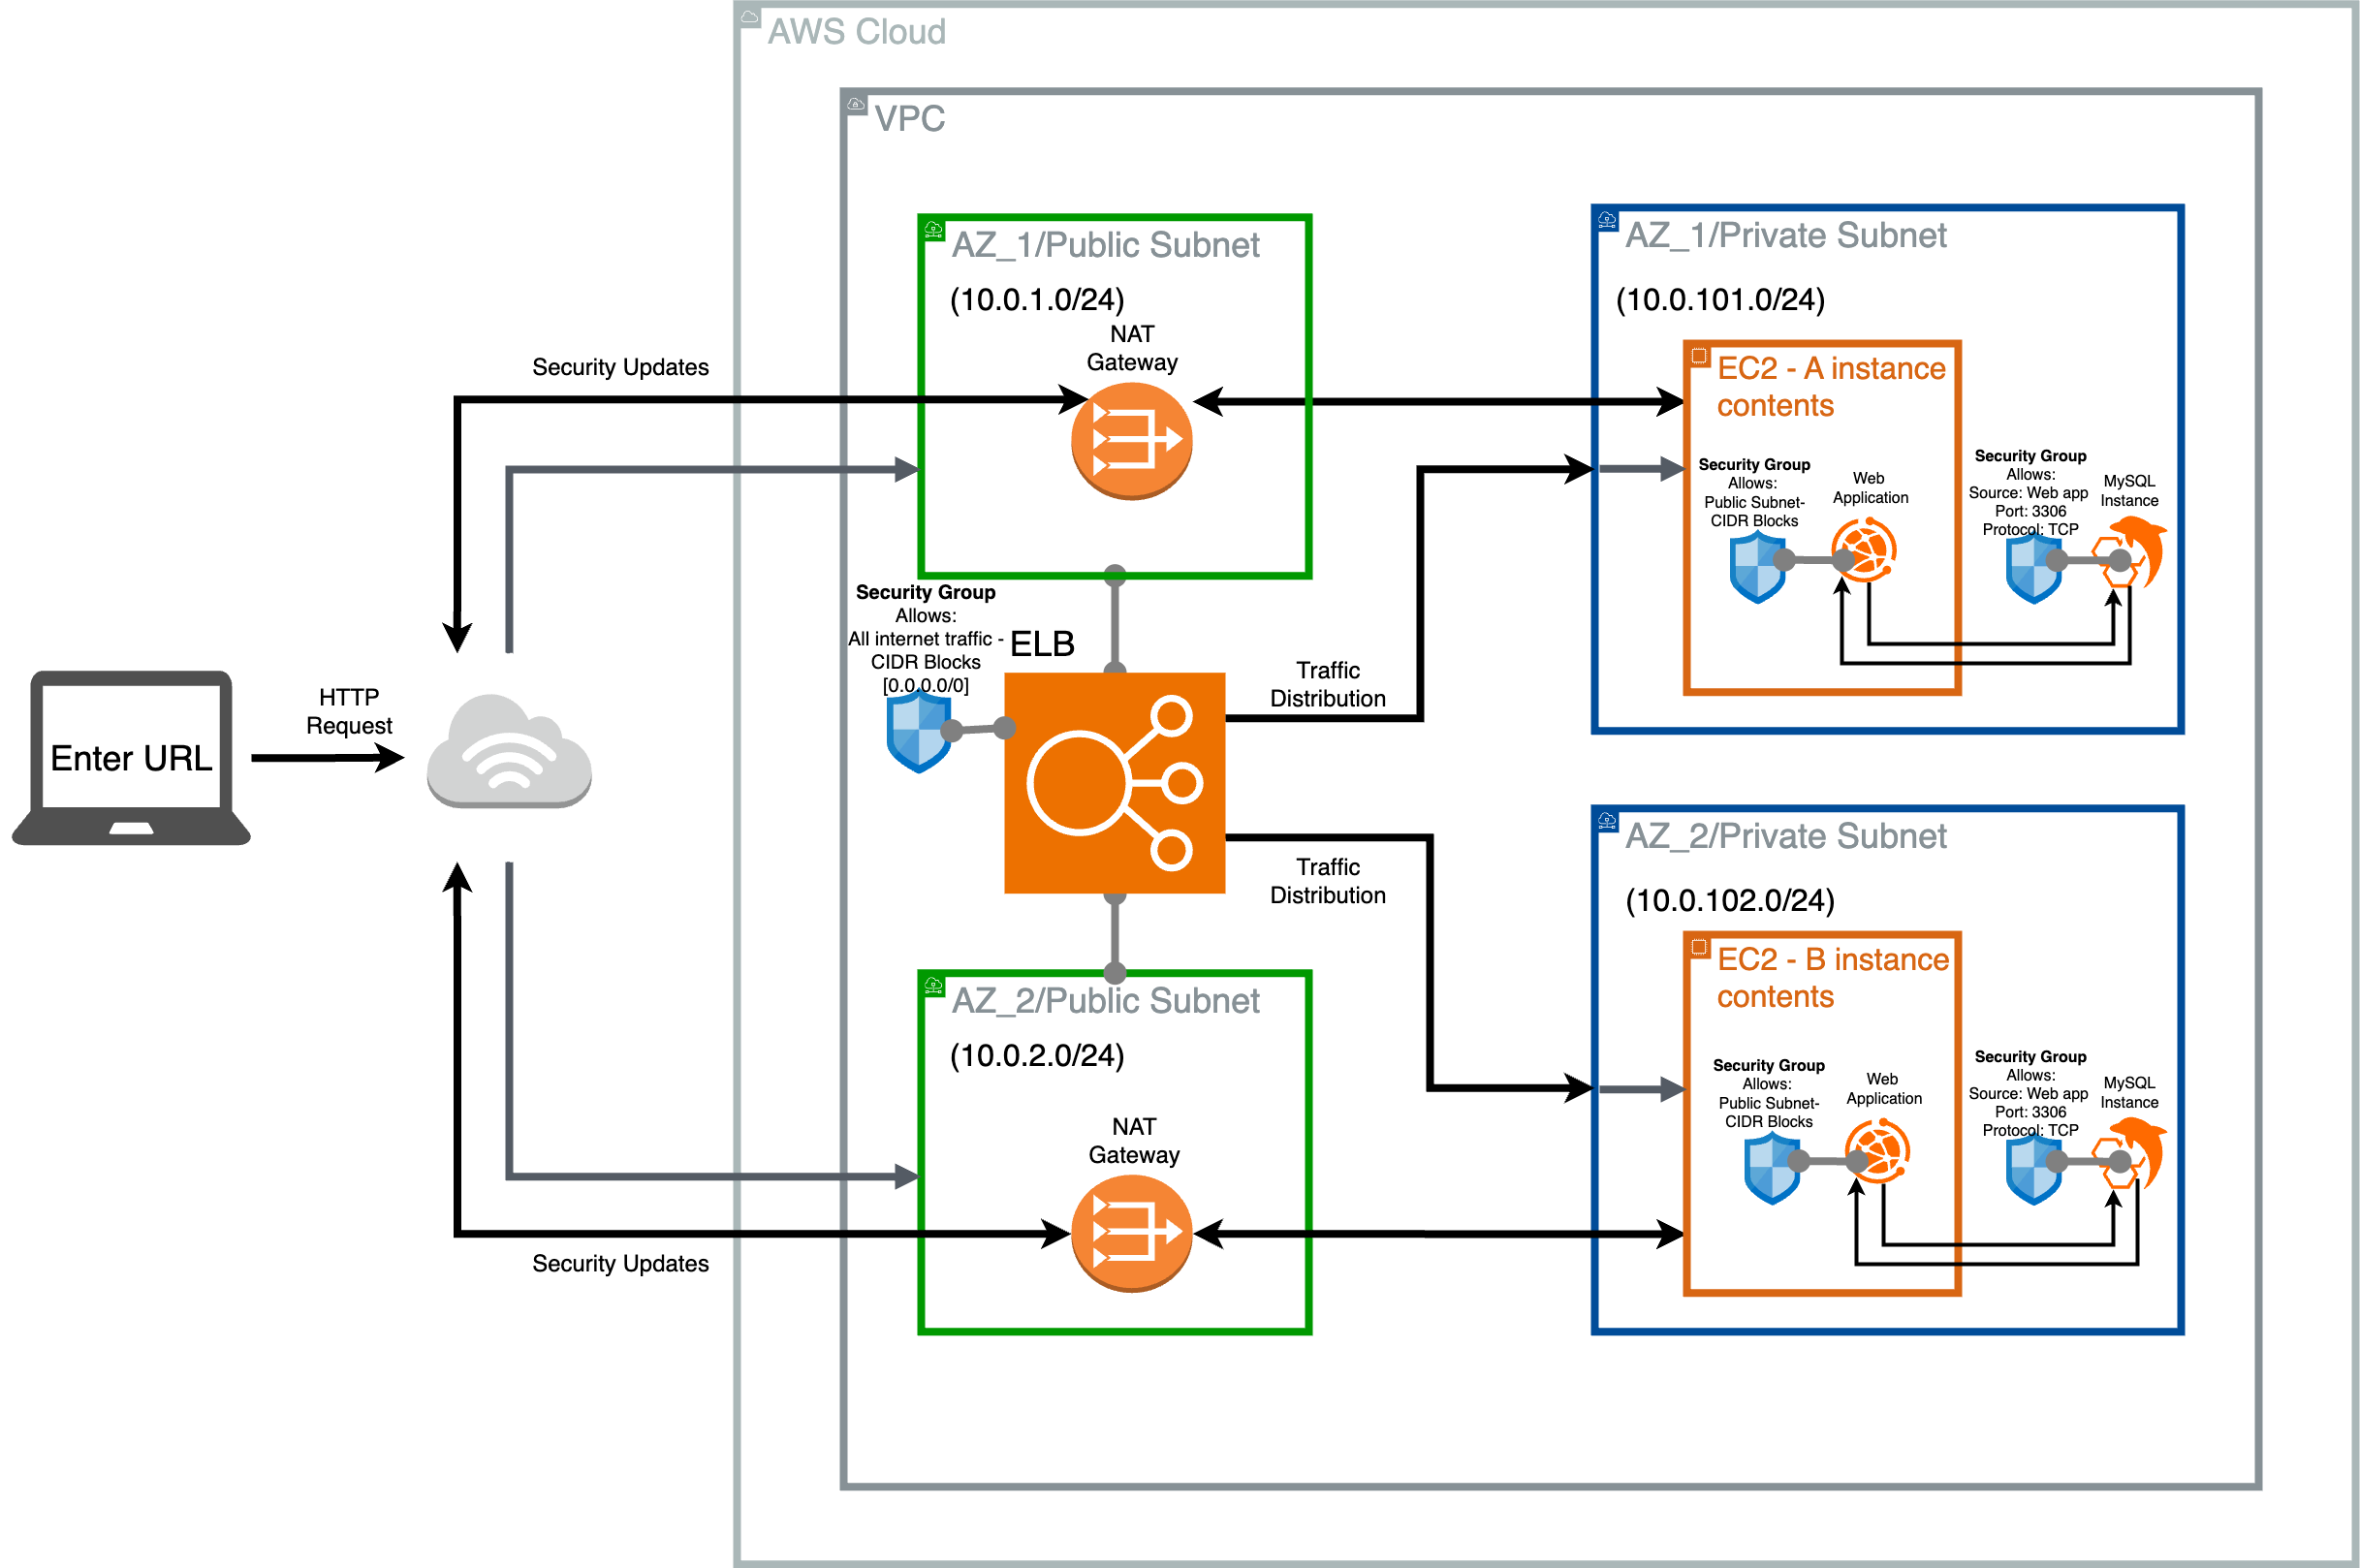 AWS Cloud
VPC
AZ_1/Public Subnet
(10.0.1.0/24)
NAT
Gateway
Security Updates
AZ_1/Private Subnet
(10.0.101.0/24)
EC2 - A instance
contents
Security Group
Allows:
Public Subnet-
CIDR Blocks
Web
Application
Security Group
Allows:
Source: Web app
Port: 3306
Protocol: TCP
MySQL
Instance
Security Group
Allows:
All internet traffic -
CIDR Blocks
[0.0.0.0/0]
ELB
Traffic
Distribution
HTTP
Request
Enter URL
Traffic
Distribution
AZ_2/Private Subnet
(10.0.102.0/24)
EC2 - B instance
contents
Security Group
Allows:
Public Subnet-
CIDR Blocks
Web
Application
Security Group
Allows:
Source: Web app
Port: 3306
Protocol: TCP
MySQL
Instance
AZ_2/Public Subnet
(10.0.2.0/24)
NAT
Gateway
Security Updates